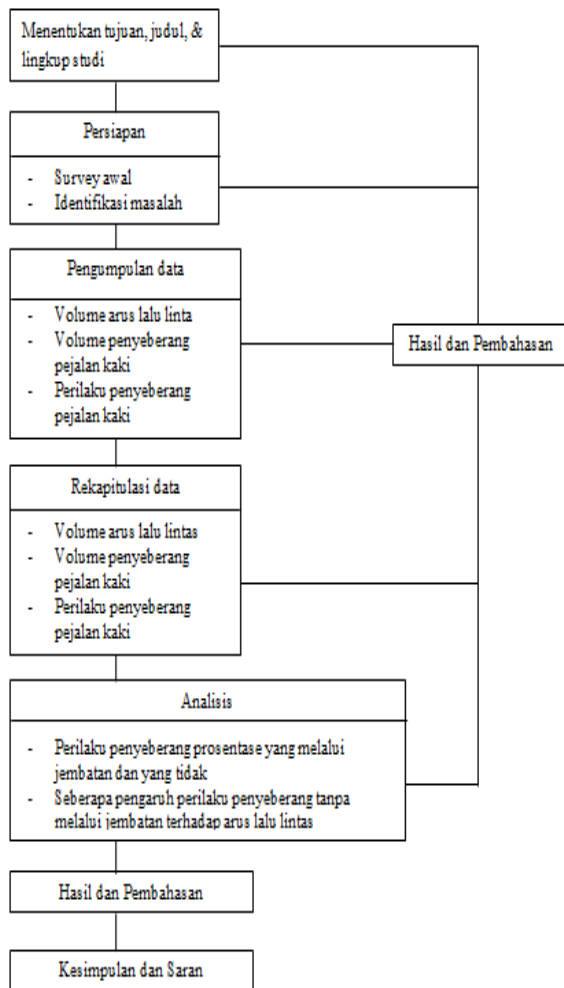 Menentukan tujuan, judul, &
lingkup studi
Persiapan
- Survey awal
- Identifikasi masalah
Pengumpulan data
- Volume arus lalu linta
- Volume penyeberang
pejalan kaki
- Perilaku penyeberang
pejalan kaki
Hasil dan Pembahasan
Rekapitulasi data
- Volume arus lalu lintas
- Volume penyeberang
pejalan kaki
- Perilaku penyeberang
pejalan kaki
Analisis
- Perilaku penyeberang prosentase yang melalui
jembatan dan yang tidak
- Seberapa pengaruh perilaku penyeberang tanpa
melalui jembatan terhadap arus lalu lintas
Hasil dan Pembahasan
Kesimpulan dan Saran